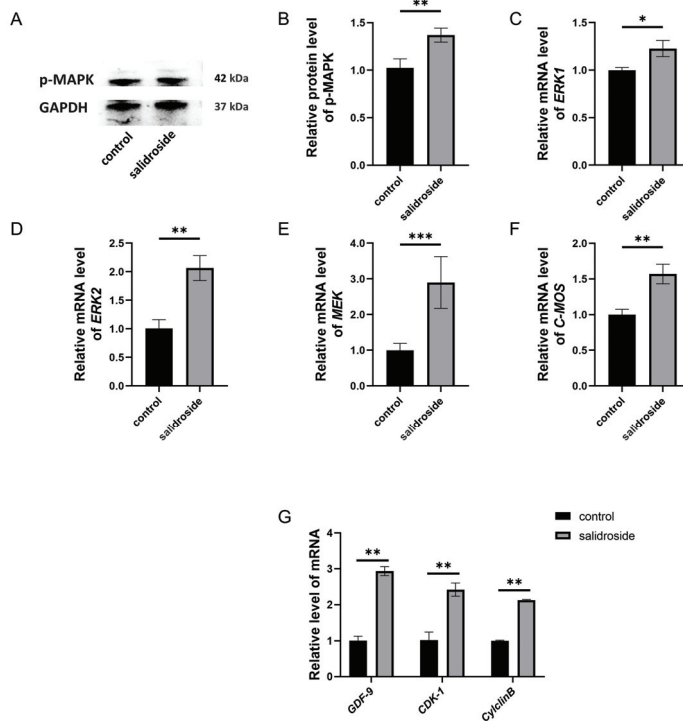 A
p-MAPK
42 kDa
GAPDH
37 kDa
control
salidroside
B
Relative protein level
of p-MAPK
**
1.5
1.0
0.5
0.0
control
salidroside
C
Relative mRNA level
of ERK1
*
1.5
1.0
0.5
0.0
control
salidroside
D
Relative mRNA level
of ERK2
**
2.5
2.0
1.5
1.0
0.5
0.0
control
salidroside
E
Relative mRNA level
of MEK
***
4.0
3.0
2.0
1.0
0.0
control
salidroside
F
Relative mRNA level
of C-MOS
**
2.0
1.5
1.0
0.5
0.0
control
salidroside
G
Relative level of mRNA
control
salidroside
**
**
**
4
3
2
1
0
GDF-9
CDK-1
CylclinB